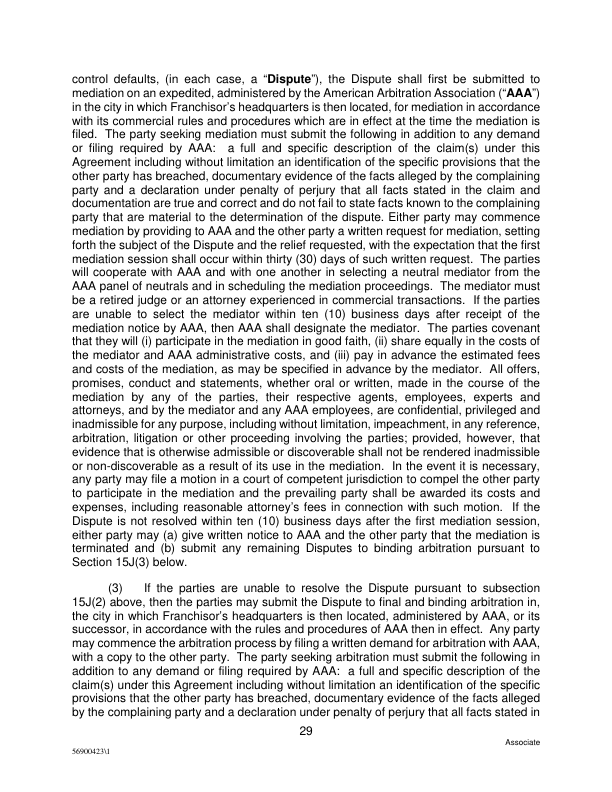 control defaults, (in each case, a “Dispute”), the Dispute shall first be submitted to
mediation on an expedited, administered by the American Arbitration Association (“AAA”)
in the city in which Franchisor’s headquarters is then located, for mediation in accordance
with its commercial rules and procedures which are in effect at the time the mediation is
filed.  The party seeking mediation must submit the following in addition to any demand
or filing required by AAA:  a full and specific description of the claim(s) under this
Agreement including without limitation an identification of the specific provisions that the
other party has breached, documentary evidence of the facts alleged by the complaining
party and a declaration under penalty of perjury that all facts stated in the claim and
documentation are true and correct and do not fail to state facts known to the complaining
party that are material to the determination of the dispute. Either party may commence
mediation by providing to AAA and the other party a written request for mediation, setting
forth the subject of the Dispute and the relief requested, with the expectation that the first
mediation session shall occur within thirty (30) days of such written request.  The parties
will cooperate with AAA and with one another in selecting a neutral mediator from the
AAA panel of neutrals and in scheduling the mediation proceedings.  The mediator must
be a retired judge or an attorney experienced in commercial transactions.  If the parties
are unable to select the mediator within ten (10) business days after receipt of the
mediation notice by AAA, then AAA shall designate the mediator.  The parties covenant
that they will (i) participate in the mediation in good faith, (ii) share equally in the costs of
the mediator and AAA administrative costs, and (iii) pay in advance the estimated fees
and costs of the mediation, as may be specified in advance by the mediator.  All offers,
promises, conduct and statements, whether oral or written, made in the course of the
mediation by any of the parties, their respective agents, employees, experts and
attorneys, and by the mediator and any AAA employees, are confidential, privileged and
inadmissible for any purpose, including without limitation, impeachment, in any reference,
arbitration, litigation or other proceeding involving the parties; provided, however, that
evidence that is otherwise admissible or discoverable shall not be rendered inadmissible
or non-discoverable as a result of its use in the mediation.  In the event it is necessary,
any party may file a motion in a court of competent jurisdiction to compel the other party
to participate in the mediation and the prevailing party shall be awarded its costs and
expenses, including reasonable attorney’s fees in connection with such motion.  If the
Dispute is not resolved within ten (10) business days after the first mediation session,
either party may (a) give written notice to AAA and the other party that the mediation is
terminated and (b) submit any remaining Disputes to binding arbitration pursuant to
Section 15J(3) below.
(3) If the parties are unable to resolve the Dispute pursuant to subsection
15J(2) above, then the parties may submit the Dispute to final and binding arbitration in,
the city in which Franchisor’s headquarters is then located, administered by AAA, or its
successor, in accordance with the rules and procedures of AAA then in effect.  Any party
may commence the arbitration process by filing a written demand for arbitration with AAA,
with a copy to the other party.  The party seeking arbitration must submit the following in
addition to any demand or filing required by AAA:  a full and specific description of the
claim(s) under this Agreement including without limitation an identification of the specific
provisions that the other party has breached, documentary evidence of the facts alleged
by the complaining party and a declaration under penalty of perjury that all facts stated in
29
Associate
56900423\1